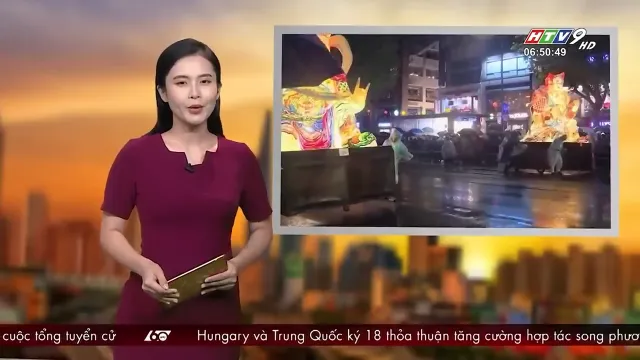 HTV9 HD
06:50:49
cuộc tổng tuyển cử 60 Hungary và Trung Quốc ký 18 thỏa thuận tăng cường hợp tác song phươ